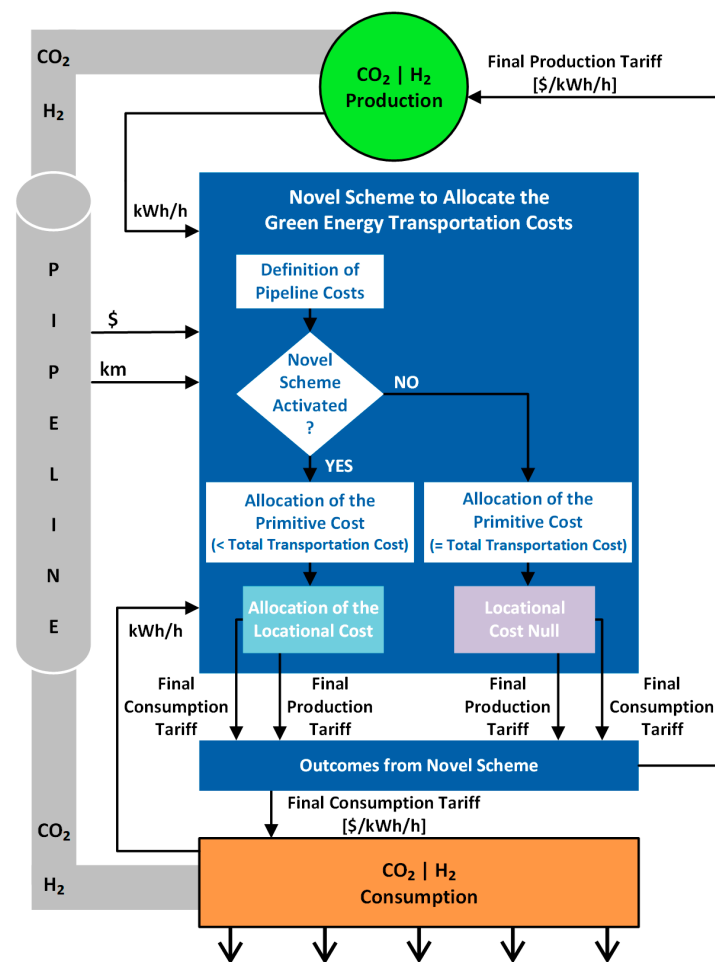 CO₂
H₂
CO₂ | H₂
Production
Final Production Tariff
[$/kWh/h]
kWh/h
Novel Scheme to Allocate the
Green Energy Transportation Costs
Definition of
Pipeline Costs
P
I
P
E
L
I
N
E
$
km
Novel
Scheme
Activated
?
NO
YES
Allocation of the
Primitive Cost
(< Total Transportation Cost)
Allocation of the
Primitive Cost
(= Total Transportation Cost)
Allocation of the
Locational Cost
Locational
Cost Null
kWh/h
Final
Consumption
Tariff
Final
Production
Tariff
Final
Production
Tariff
Final
Consumption
Tariff
Outcomes from Novel Scheme
Final Consumption Tariff
[$/kWh/h]
CO₂
H₂
CO₂ | H₂
Consumption